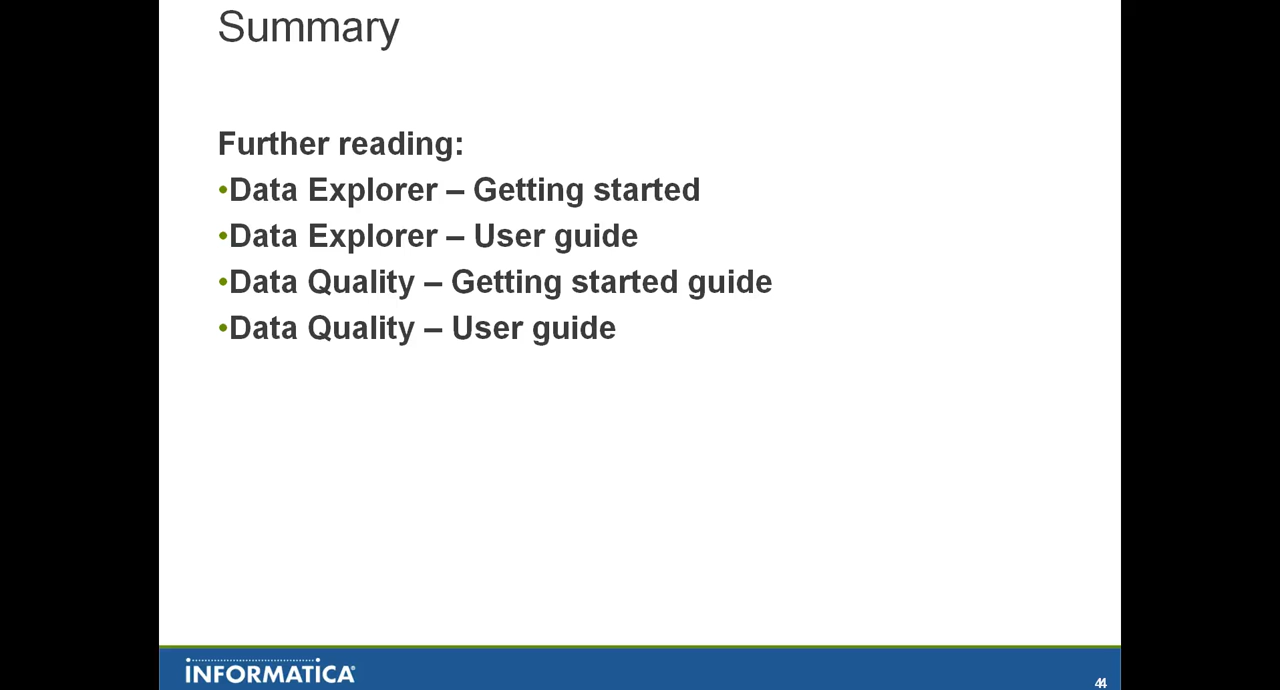 Summary
Further reading:
•Data Explorer – Getting started
•Data Explorer – User guide
•Data Quality – Getting started guide
•Data Quality – User guide
INFORMATICA®
44